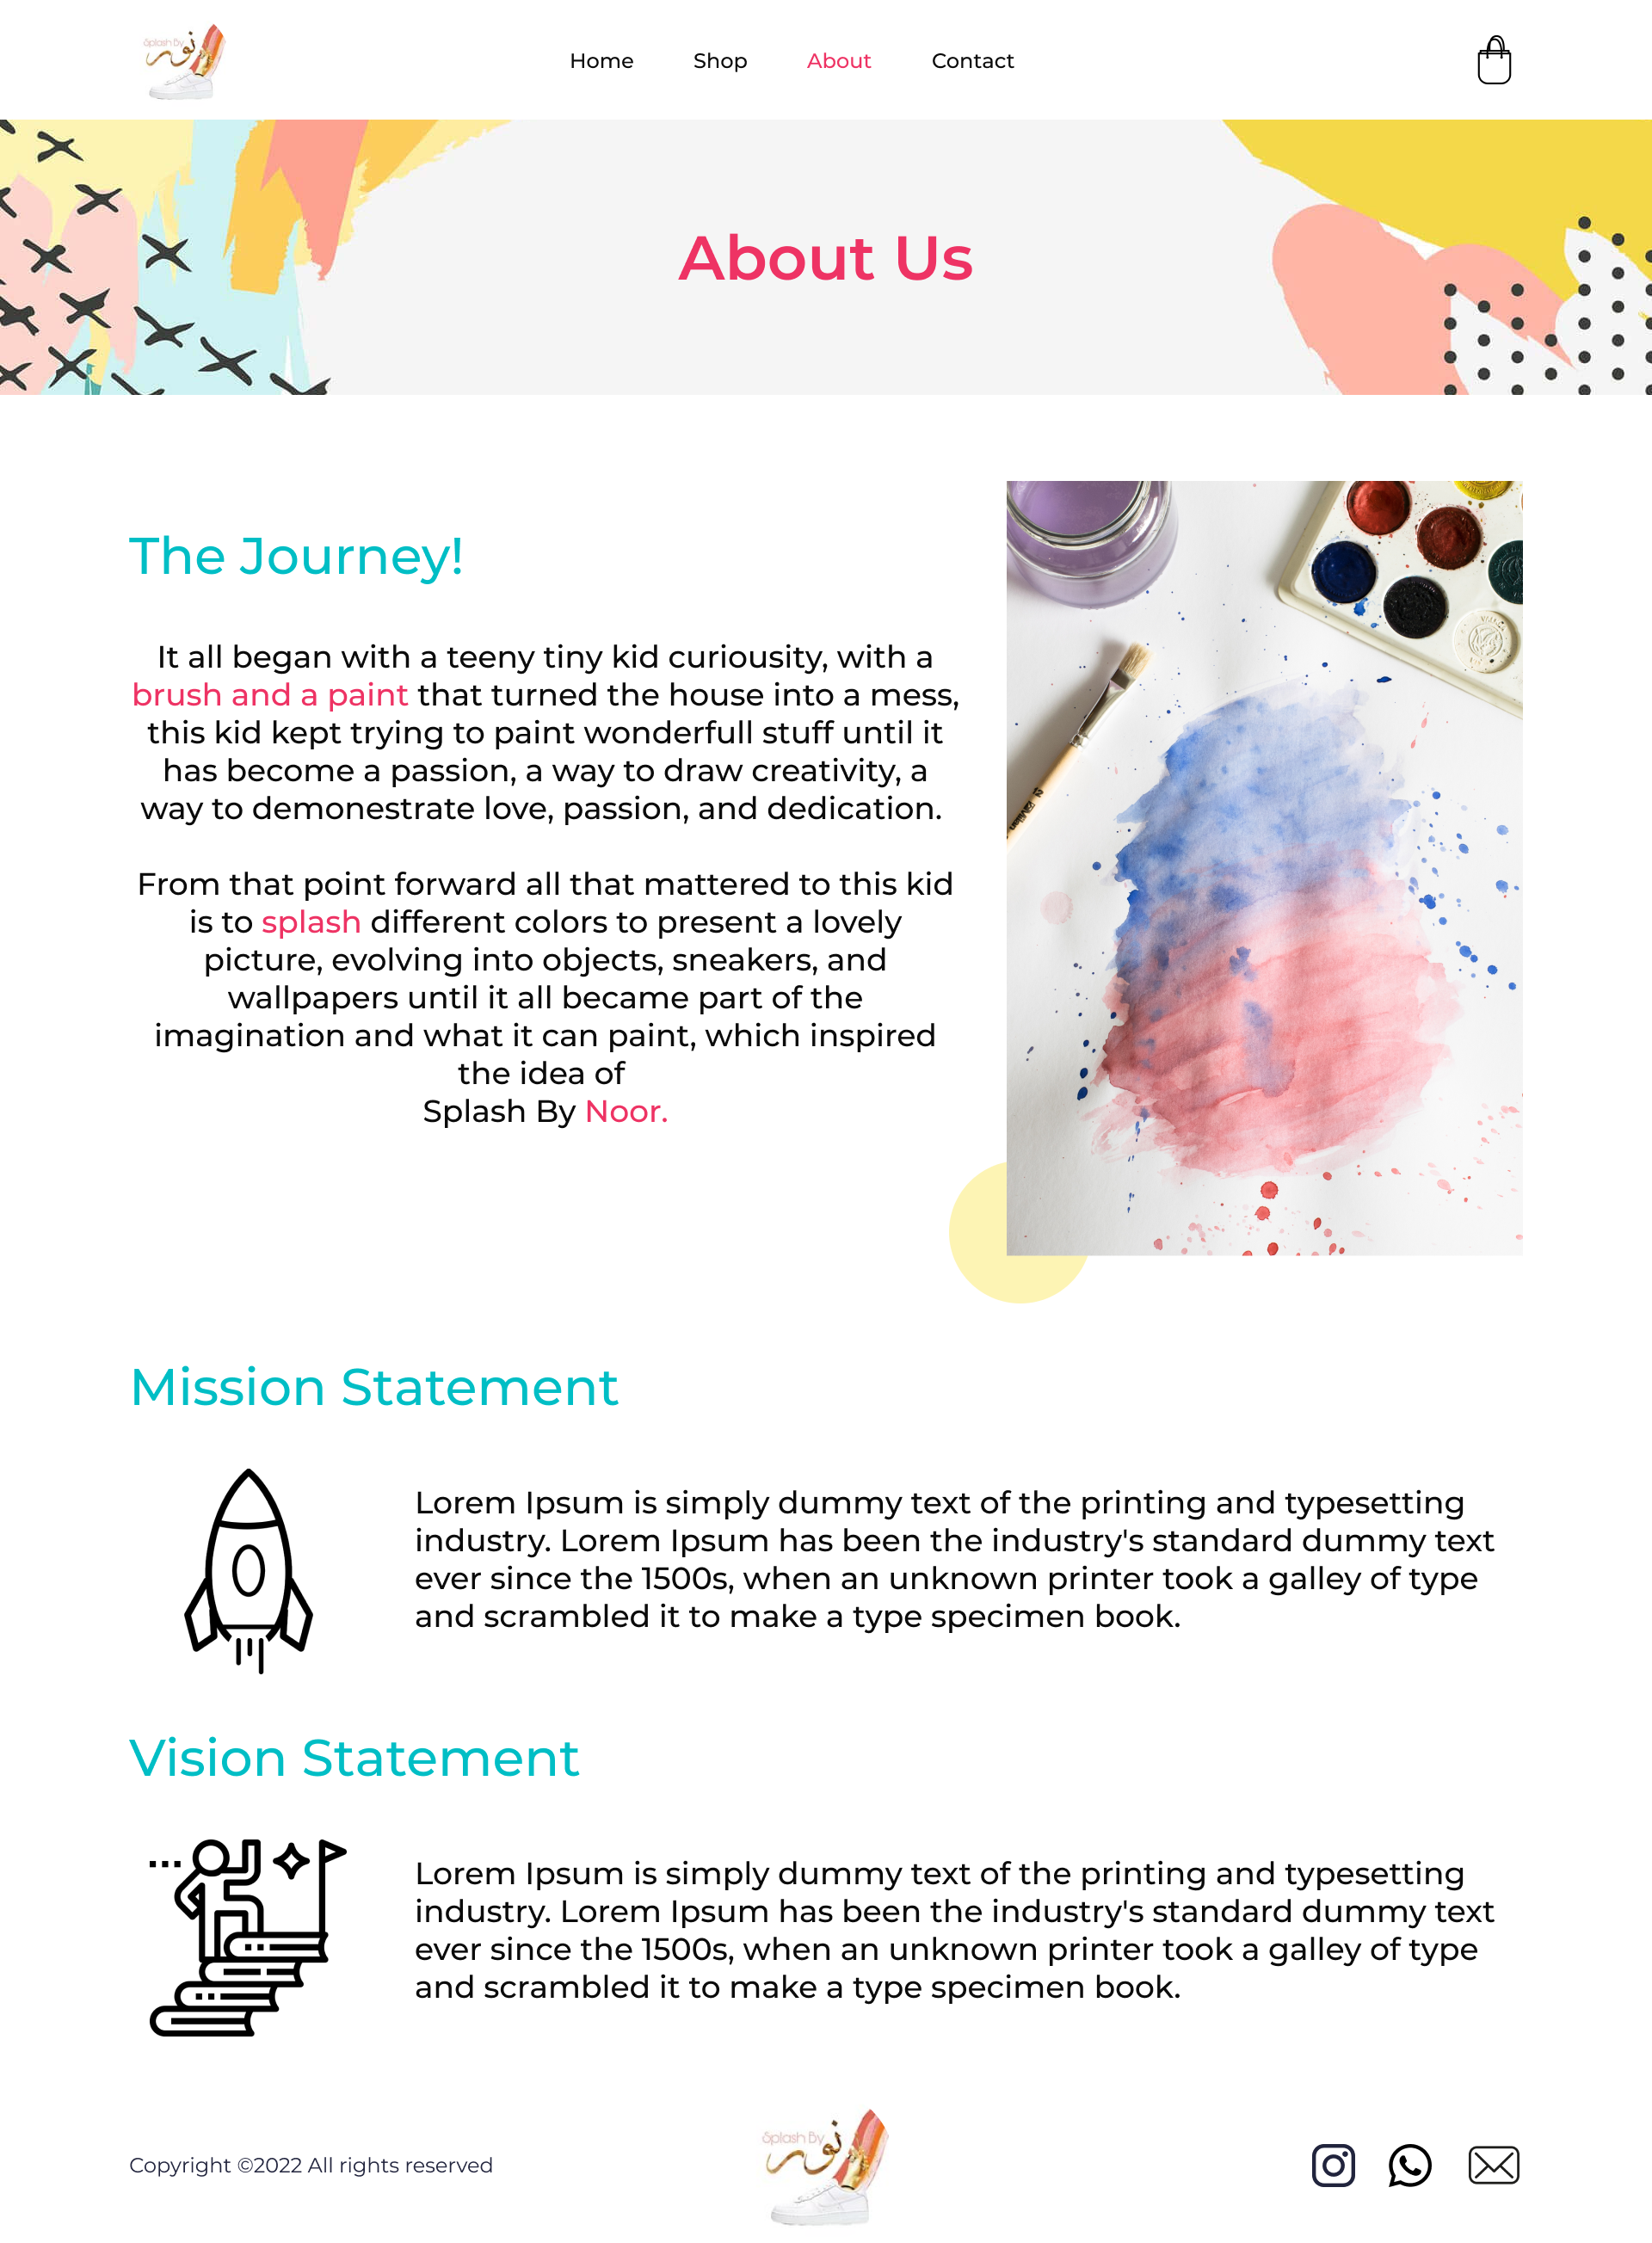 Splash By
نور
Home Shop About Contact
About Us
The Journey!
It all began with a teeny tiny kid curiousity, with a
brush and a paint that turned the house into a mess,
this kid kept trying to paint wonderfull stuff until it
has become a passion, a way to draw creativity, a
way to demonestrate love, passion, and dedication.
From that point forward all that mattered to this kid
is to splash different colors to present a lovely
picture, evolving into objects, sneakers, and
wallpapers until it all became part of the
imagination and what it can paint, which inspired
the idea of
Splash By Noor.
Mission Statement
Lorem Ipsum is simply dummy text of the printing and typesetting
industry. Lorem Ipsum has been the industry's standard dummy text
ever since the 1500s, when an unknown printer took a galley of type
and scrambled it to make a type specimen book.
Vision Statement
Lorem Ipsum is simply dummy text of the printing and typesetting
industry. Lorem Ipsum has been the industry's standard dummy text
ever since the 1500s, when an unknown printer took a galley of type
and scrambled it to make a type specimen book.
Copyright ©2022 All rights reserved
Splash By
نور